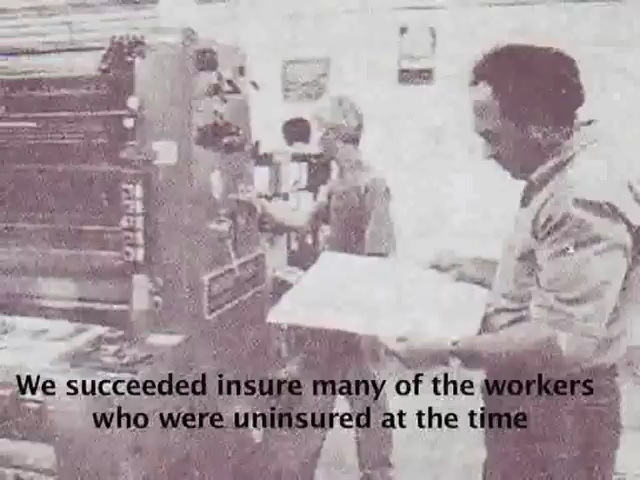 We succeeded insure many of the workers
who were uninsured at the time